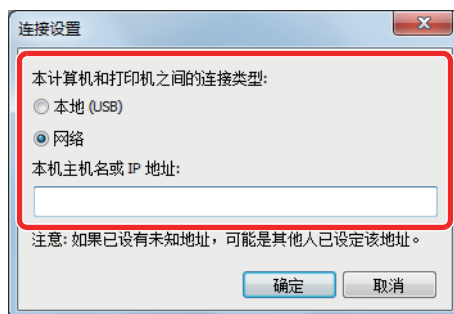 连接设置
本计算机和打印机之间的连接类型:
本地 (USB)
网络
本机主机名或 IP 地址:
注意: 如果已设有未知地址，可能是其他人已设定该地址。
确定 取消